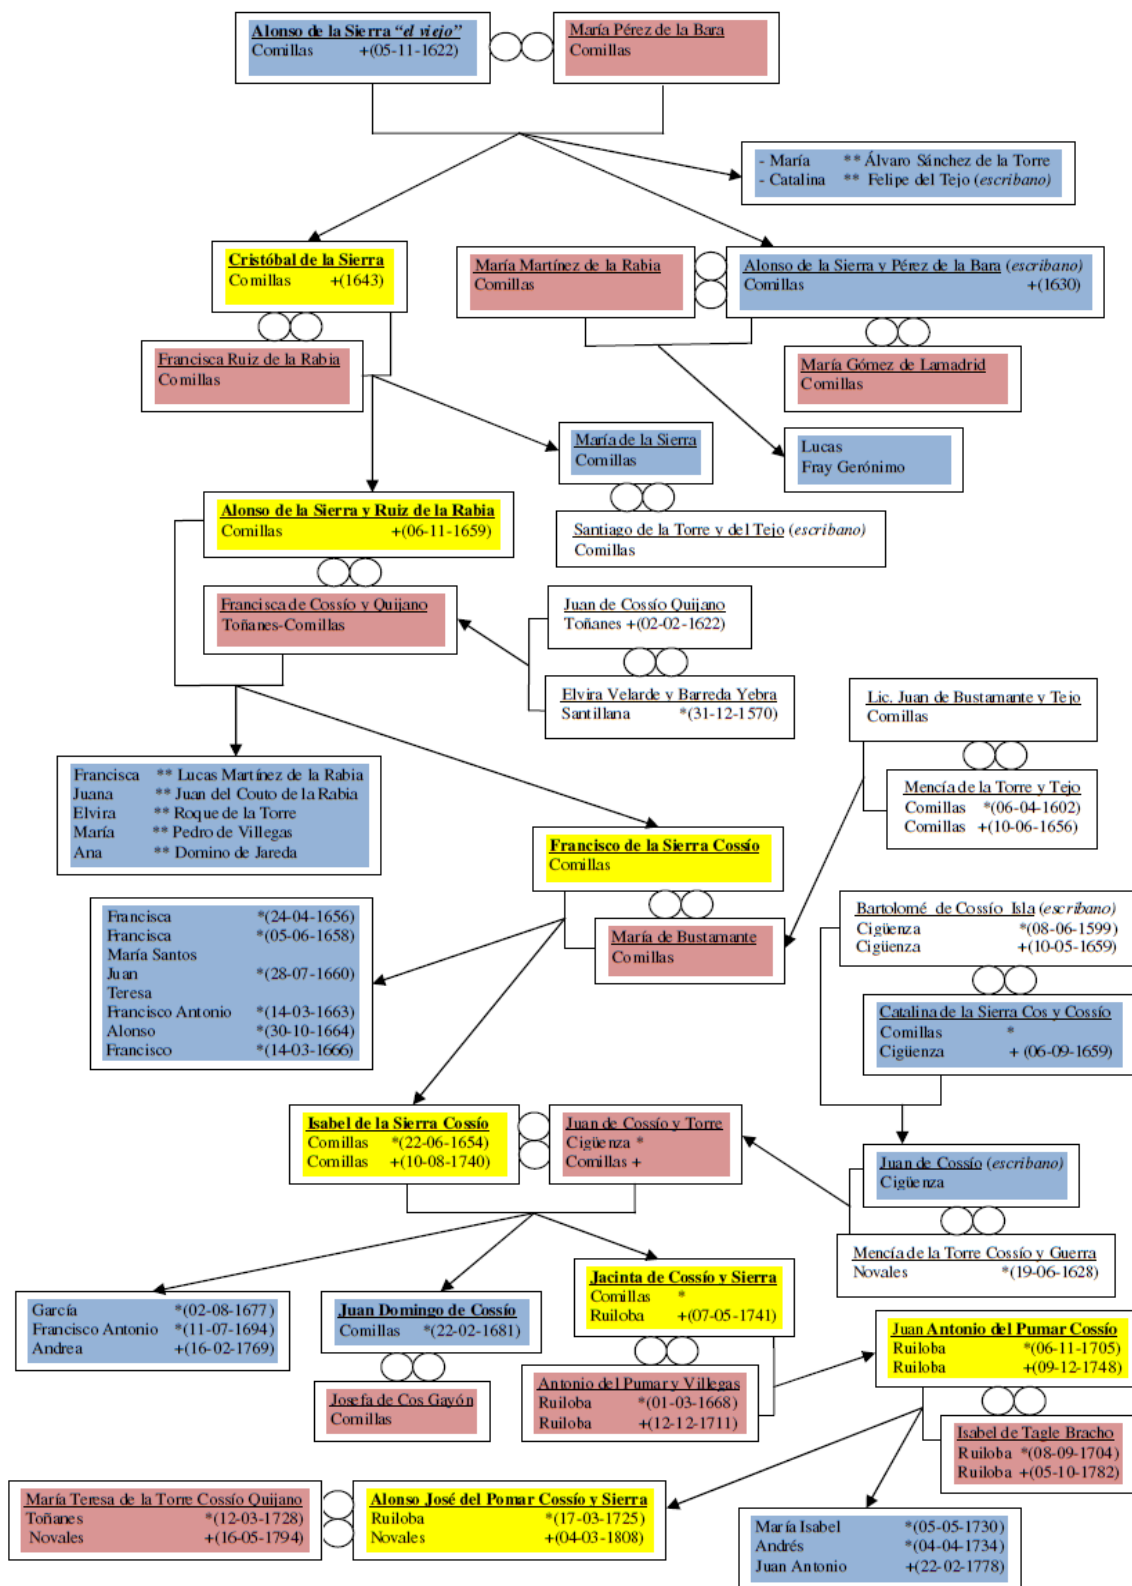 Alonso de la Sierra "el viejo"
Comillas +(05-11-1622)
María Pérez de la Bara
Comillas
- María ** Álvaro Sánchez de la Torre
- Catalina ** Felipe del Tejo (escribano)
Cristóbal de la Sierra
Comillas +(1643)
María Martínez de la Rabia
Comillas
Alonso de la Sierra y Pérez de la Bara (escribano)
Comillas +(1630)
Francisca Ruiz de la Rabia
Comillas
María Gómez de Lamadrid
Comillas
María de la Sierra
Comillas
Lucas
Fray Gerónimo
Alonso de la Sierra y Ruiz de la Rabia
Comillas +(06-11-1659)
Santiago de la Torre y del Tejo (escribano)
Comillas
Francisca de Cossío y Quijano
Toñanes-Comillas
Juan de Cossío Quijano
Toñanes +(02-02-1622)
Elvira Velarde y Barreda Yebra
Santillana *(31-12-1570)
Lic. Juan de Bustamante y Tejo
Comillas
Mencía de la Torre y Tejo
Comillas *(06-04-1602)
Comillas +(10-06-1656)
Francisca ** Lucas Martínez de la Rabia
Juana ** Juan del Couto de la Rabia
Elvira ** Roque de la Torre
María ** Pedro de Villegas
Ana ** Domino de Jareda
Francisco de la Sierra Cossío
Comillas
Francisca *(24-04-1656)
Francisca *(05-06-1658)
María Santos
Juan *(28-07-1660)
Teresa
Francisco Antonio *(14-03-1663)
Alonso *(30-10-1664)
Francisco *(14-03-1666)
María de Bustamante
Comillas
Bartolomé de Cossío Isla (escribano)
Cigüenza *(08-06-1599)
Cigüenza +(10-05-1659)
Catalina de la Sierra Cos y Cossío
Comillas *
Cigüenza + (06-09-1659)
Isabel de la Sierra Cossío
Comillas *(22-06-1654)
Comillas +(10-08-1740)
Juan de Cossío y Torre
Cigüenza *
Comillas +
Juan de Cossío (escribano)
Cigüenza
Mencía de la Torre Cossío y Guerra
Novales *(19-06-1628)
García *(02-08-1677)
Francisco Antonio *(11-07-1694)
Andrea +(16-02-1769)
Juan Domingo de Cossío
Comillas *(22-02-1681)
Jacinta de Cossío y Sierra
Comillas *
Ruiloba +(07-05-1741)
Juan Antonio del Pumar Cossío
Ruiloba *(06-11-1705)
Ruiloba +(09-12-1748)
Josefa de Cos Gayón
Comillas
Antonio del Pumar y Villegas
Ruiloba *(01-03-1668)
Ruiloba +(12-12-1711)
Isabel de Tagle Bracho
Ruiloba *(08-09-1704)
Ruiloba +(05-10-1782)
María Teresa de la Torre Cossío Quijano
Toñanes *(12-03-1728)
Novales +(16-05-1794)
Alonso José del Pomar Cossío y Sierra
Ruiloba *(17-03-1725)
Novales +(04-03-1808)
María Isabel *(05-05-1730)
Andrés *(04-04-1734)
Juan Antonio +(22-02-1778)